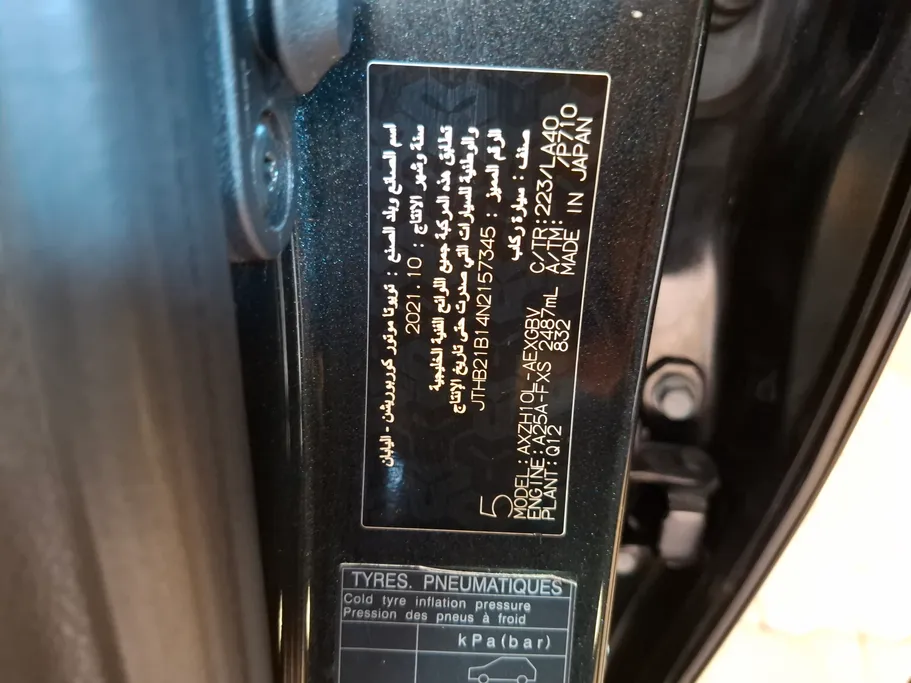 اسم الصانع وبلد الصنع : تويوتا موتور كوربوريشن - اليابان
سنة وشهر الانتاج : 2021.10
تطابق هذه المركبة جميع اللوائح الفنية الخليجية
والوطنية للسيارات التي صدرت حتى تاريخ الإنتاج
الرقم المميز : JTHB21B14N2157345
صنف : سيارة ركاب
5
MODEL:AXZH10L-AEXGBV C/TR:223/LA40
ENGINE:A25A-FXS 2487mL A/TM: /P710
PLANT:Q12 832 MADE IN JAPAN
TYRES. PNEUMATIQUES
Cold tyre inflation pressure
Pression des pneus à froid
kPa(bar)